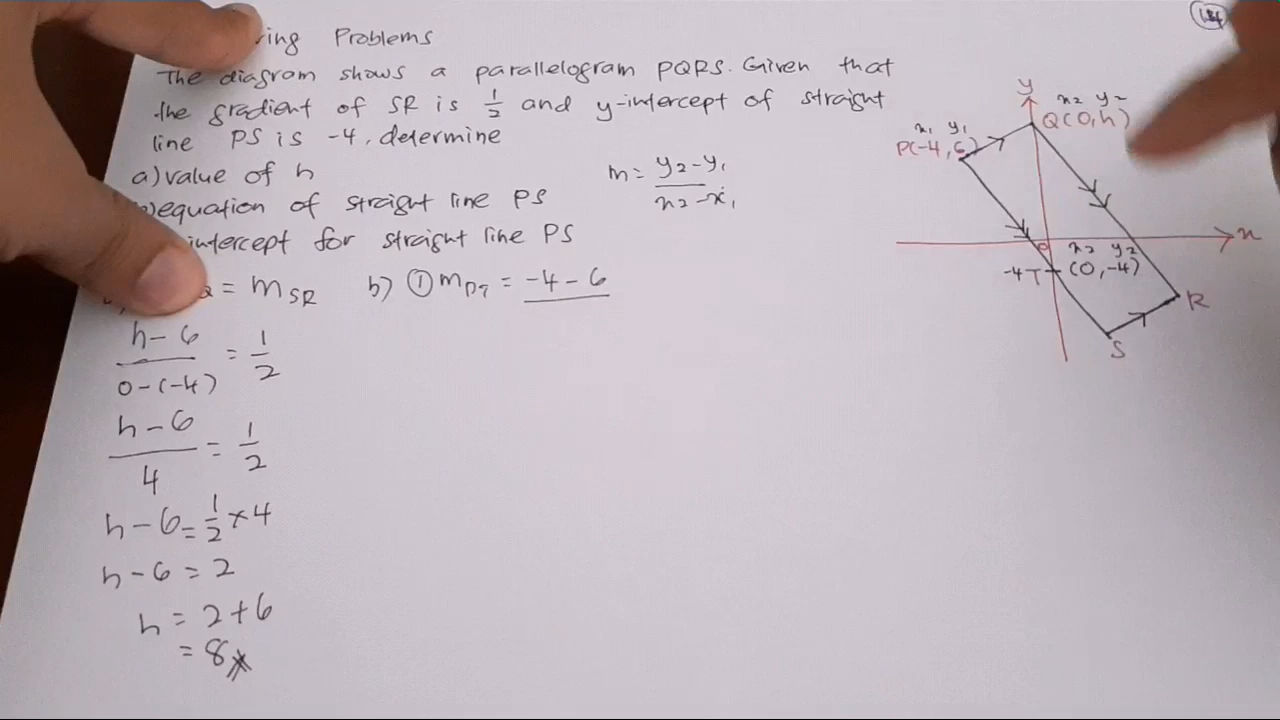 Problems
The diagram shows a parallelogram PQRS. Given that
the gradient of SR is 1/2 and y-intercept of straight
line PS is -4, determine
a) value of h
equation of straight line PS
intercept for straight line PS
m = y2-y1 / x2-x1
= mSR
h-6 / 0-(-4) = 1/2
h-6 / 4 = 1/2
h-6 = 1/2 × 4
h-6 = 2
h = 2+6
= 8
b) ① mPT = -4-6
y
x2 y2
Q(0,h)
x1 y1
P(-4,6)
x
O
x2 y2
-4 T (0,-4)
R
S